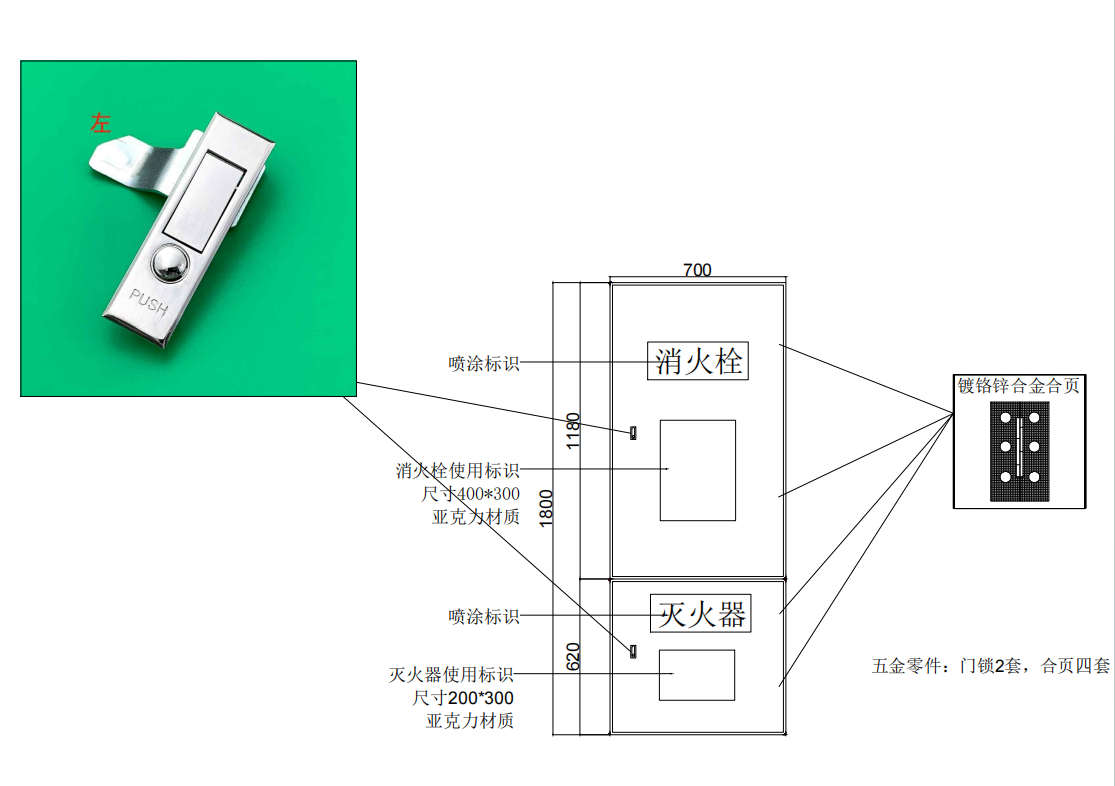 左
PUSH
700
喷涂标识
消火栓
镀铬锌合金合页
1180
消火栓使用标识
尺寸400*300
亚克力材质
1800
喷涂标识
灭火器
620
灭火器使用标识
尺寸200*300
亚克力材质
五金零件：门锁2套，合页四套